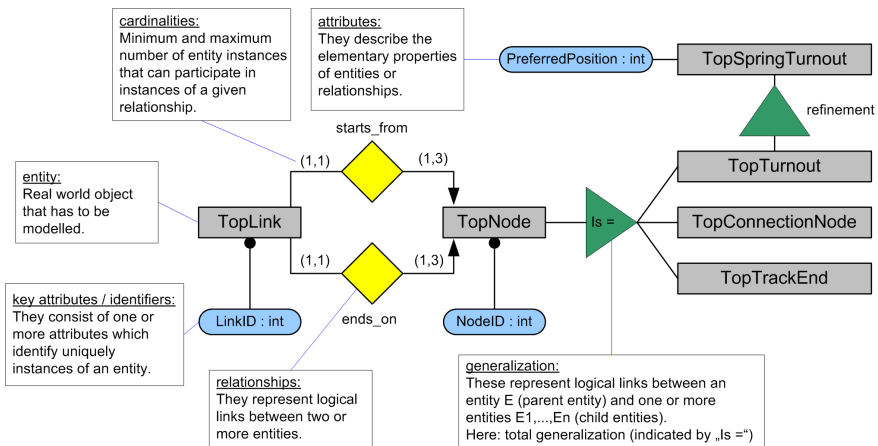 cardinalities:
Minimum and maximum
number of entity instances
that can participate in
instances of a given
relationship.
attributes:
They describe the
elementary properties
of entities or
relationships.
PreferredPosition : int
TopSpringTurnout
refinement
starts_from
(1,1)
(1,3)
TopTurnout
entity:
Real world object
that has to be
modelled.
TopLink
TopNode
Is =
TopConnectionNode
(1,1)
(1,3)
TopTrackEnd
key attributes / identifiers:
They consist of one or
more attributes which
identify uniquely
instances of an entity.
LinkID : int
ends_on
NodeID : int
relationships:
They represent logical
links between two or
more entities.
generalization:
These represent logical links between an
entity E (parent entity) and one or more
entities E1,...,En (child entities).
Here: total generalization (indicated by „Is =“)